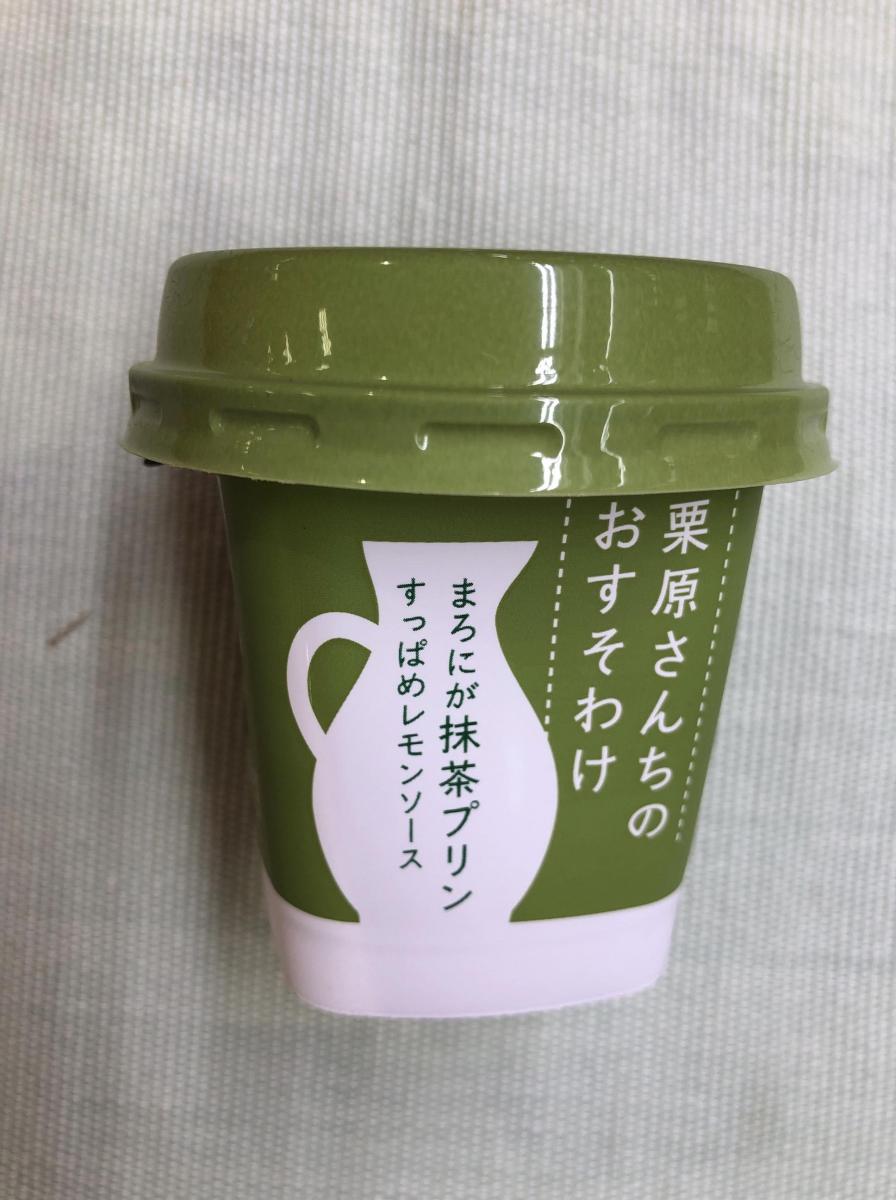 栗原さんちの
おすそわけ
まろにが抹茶プリン
すっぱめレモンソース